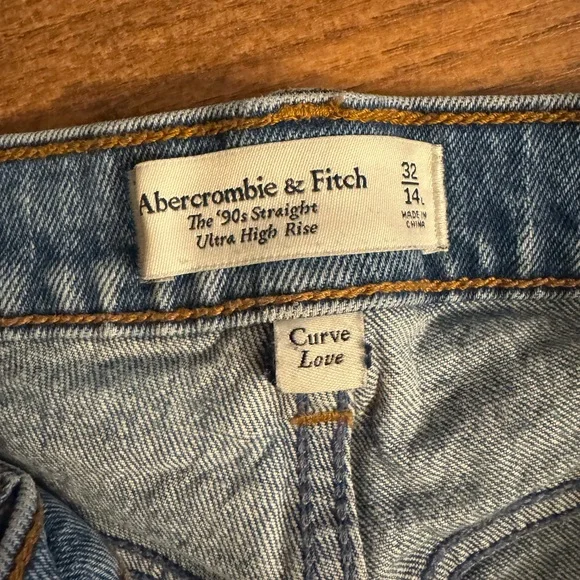 Abercrombie & Fitch
The '90s Straight
Ultra High Rise
32
14L
MADE IN
CHINA
Curve
Love